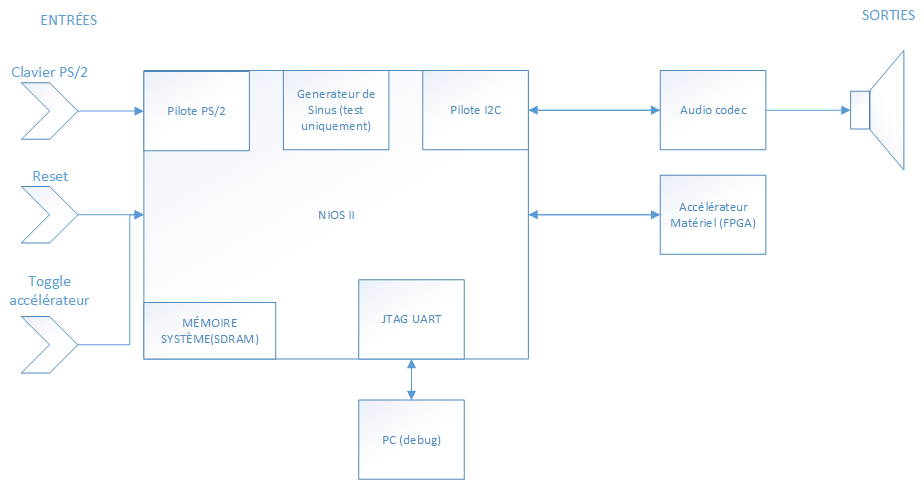 ENTRÉES
SORTIES
Clavier PS/2
Pilote PS/2
Generateur de
Sinus (test
uniquement)
Pilote I2C
Audio codec
Reset
NIOS II
Accélérateur
Matériel (FPGA)
Toggle
accélérateur
MÉMOIRE
SYSTÈME(SDRAM)
JTAG UART
PC (debug)